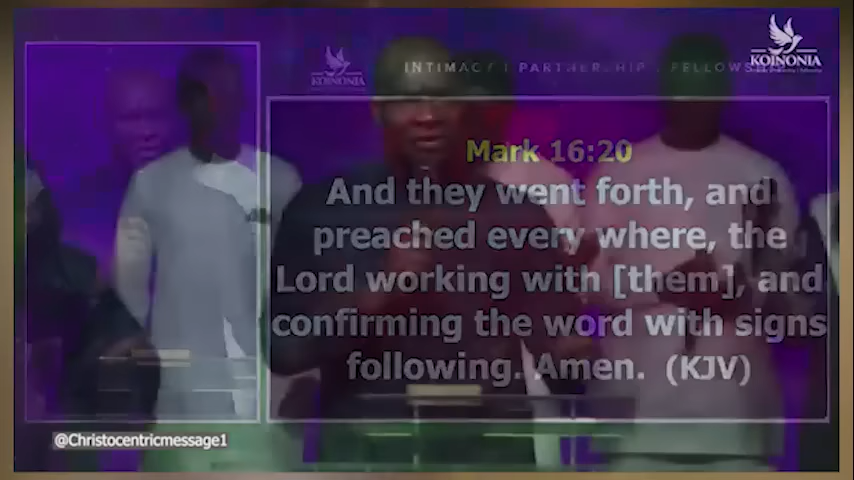 KOINONIA
KOINONIA
INTIMACY | PARTNERSHIP | FELLOWSHIP
Mark 16:20
And they went forth, and
preached every where, the
Lord working with [them], and
confirming the word with signs
following. Amen. (KJV)
@Christocentricmessage1